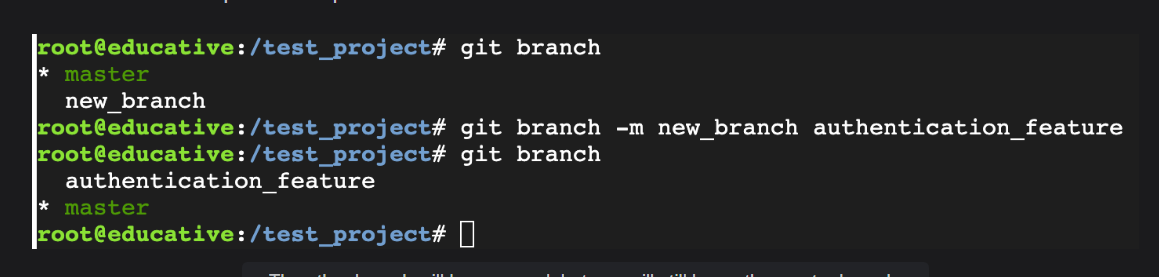 root@educative:/test_project# git branch
* master
  new_branch
root@educative:/test_project# git branch -m new_branch authentication_feature
root@educative:/test_project# git branch
  authentication_feature
* master
root@educative:/test_project#